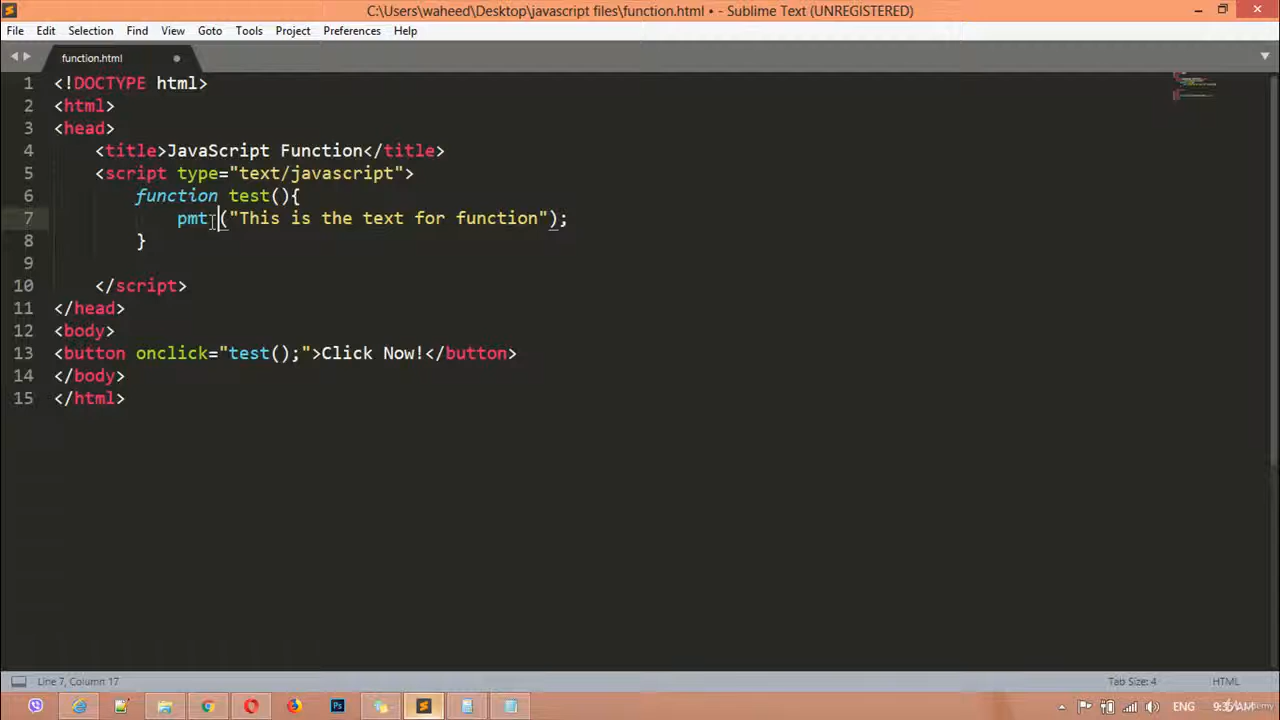 C:\Users\waheed\Desktop\javascript files\function.html • - Sublime Text (UNREGISTERED)
File Edit Selection Find View Goto Tools Project Preferences Help
function.html
1 <!DOCTYPE html>
2 <html>
3 <head>
4 <title>JavaScript Function</title>
5 <script type="text/javascript">
6 function test(){
7 pmt ("This is the text for function");
8 }
9
10 </script>
11 </head>
12 <body>
13 <button onclick="test();">Click Now!</button>
14 </body>
15 </html>
Line 7, Column 17 Tab Size: 4 HTML
ENG